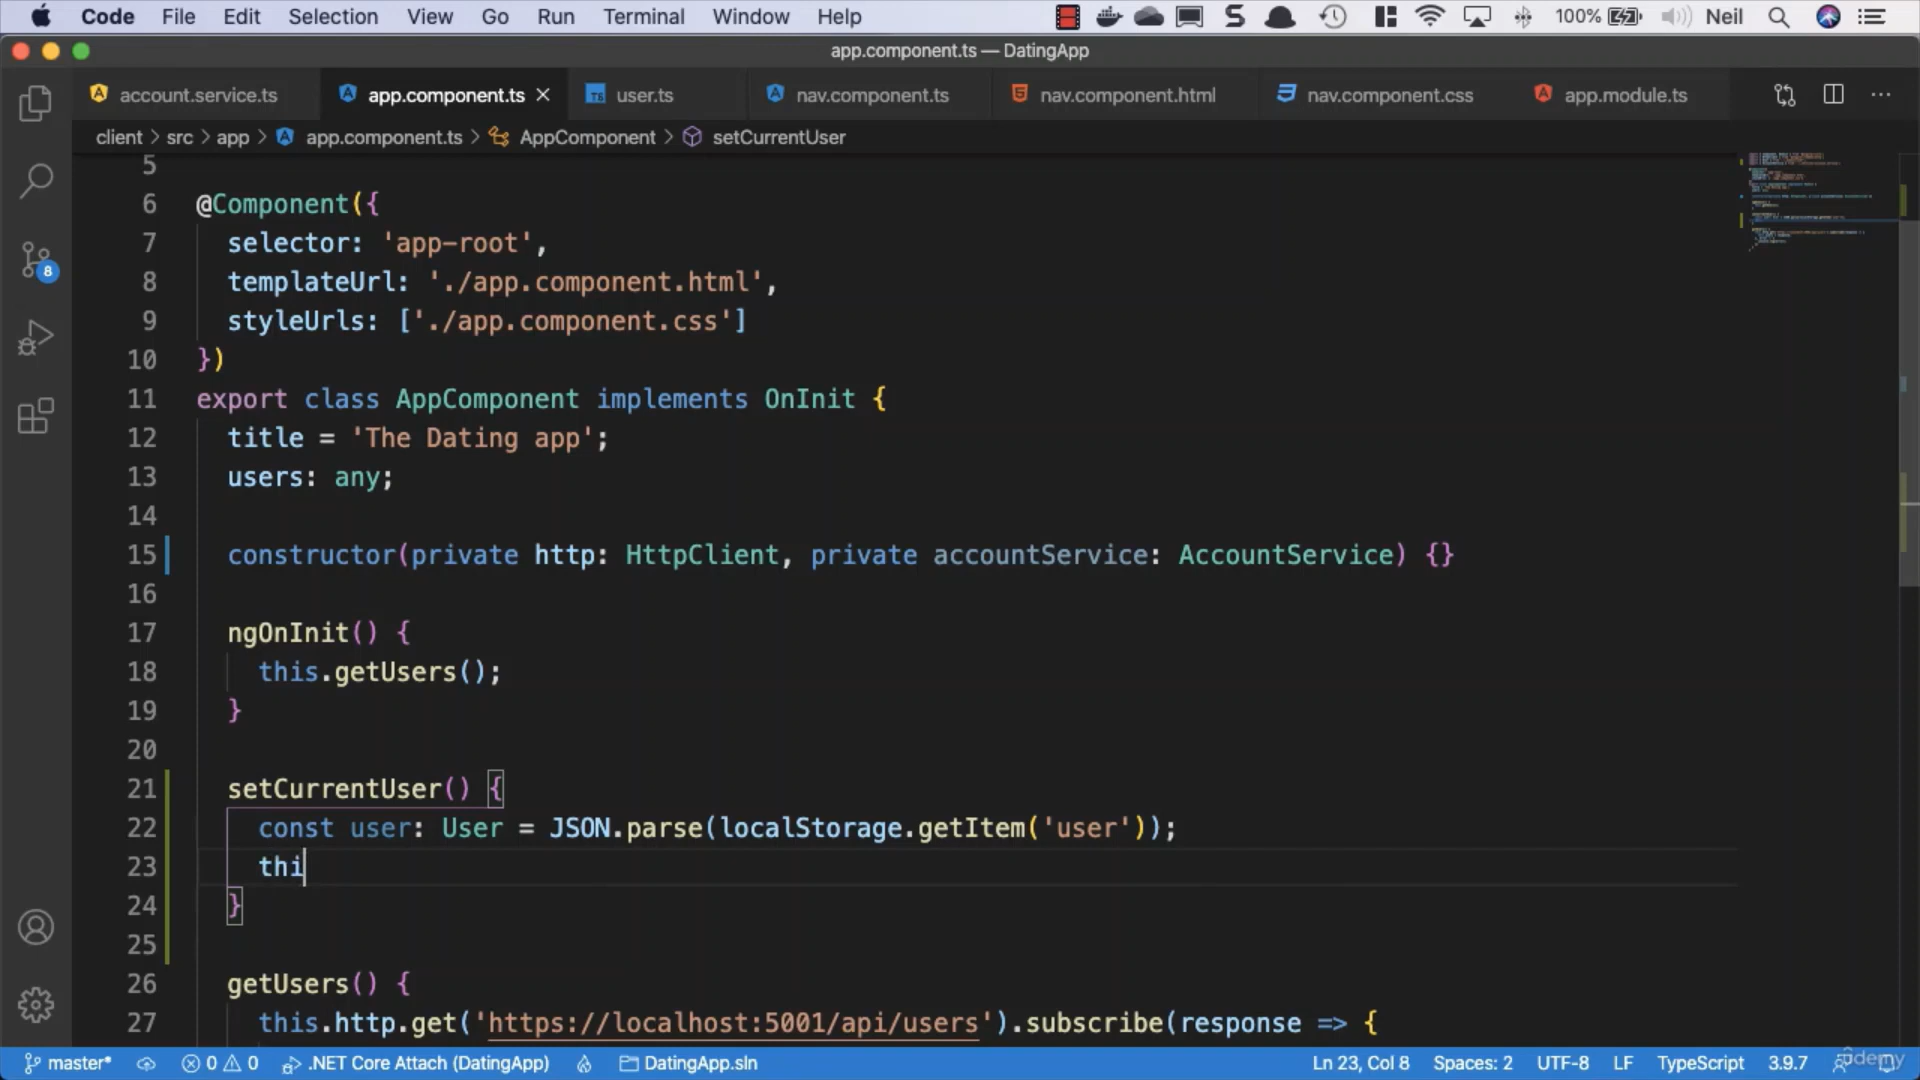 Code File Edit Selection View Go Run Terminal Window Help 100% Neil
app.component.ts — DatingApp
account.service.ts app.component.ts user.ts nav.component.ts nav.component.html nav.component.css app.module.ts
client > src > app > app.component.ts > AppComponent > setCurrentUser
5
6 @Component({
7 selector: 'app-root',
8 templateUrl: './app.component.html',
9 styleUrls: ['./app.component.css']
10 })
11 export class AppComponent implements OnInit {
12 title = 'The Dating app';
13 users: any;
14
15 constructor(private http: HttpClient, private accountService: AccountService) {}
16
17 ngOnInit() {
18 this.getUsers();
19 }
20
21 setCurrentUser() {
22 const user: User = JSON.parse(localStorage.getItem('user'));
23 thi
24 }
25
26 getUsers() {
27 this.http.get('https://localhost:5001/api/users').subscribe(response => {
8
master* 0 0 .NET Core Attach (DatingApp) DatingApp.sln Ln 23, Col 8 Spaces: 2 UTF-8 LF TypeScript 3.9.7
udemy